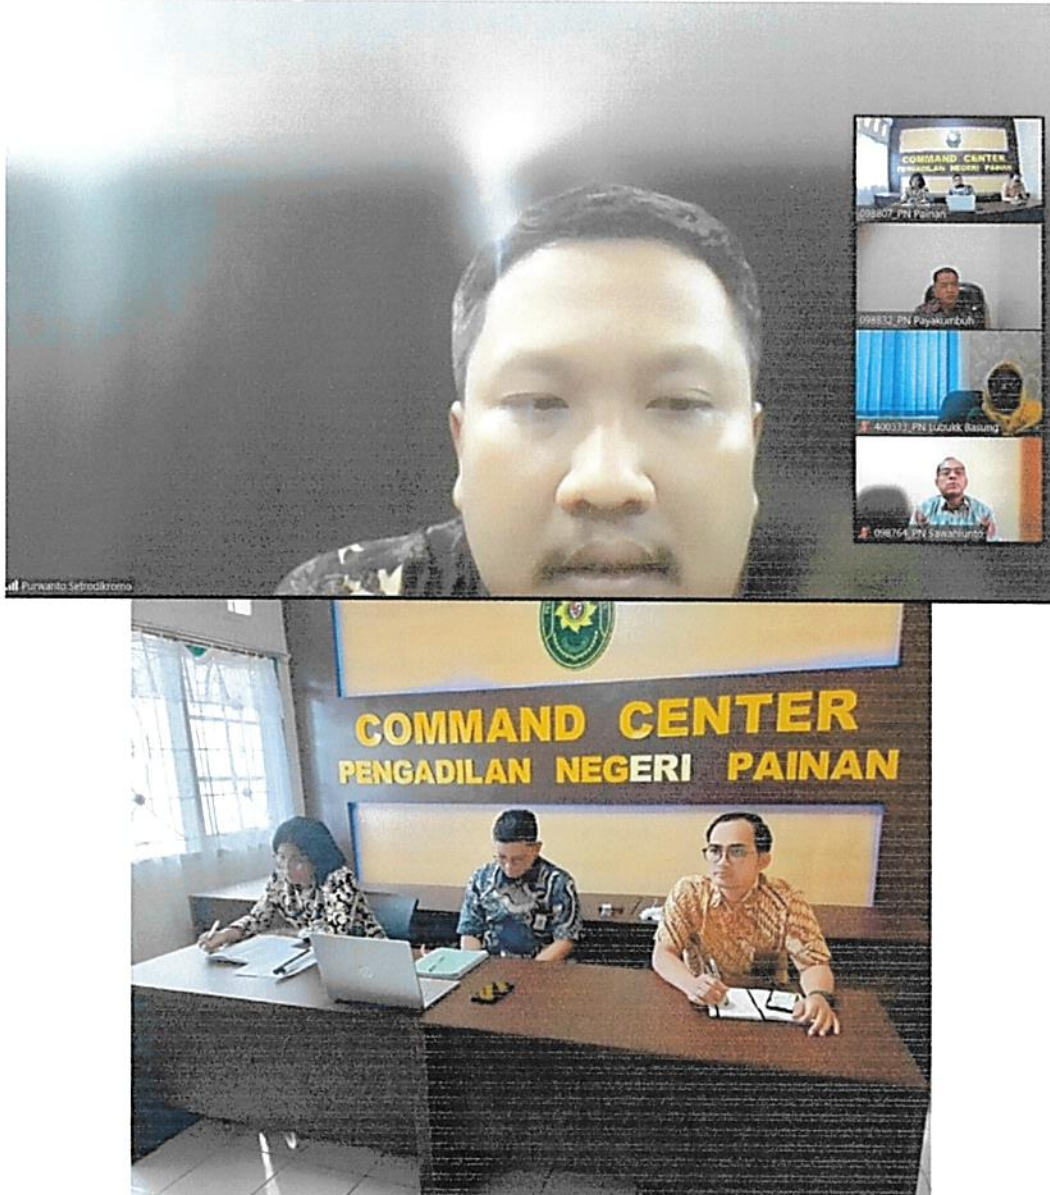 COMMAND CENTER
PENGADILAN NEGERI PAINAN
098807_PN Painan
098832_PN Payakumbuh
400333_PN Lubukk Basung
098764_PN Sawahlunto
Purwanto Setrodikromo
COMMAND CENTER
PENGADILAN NEGERI PAINAN